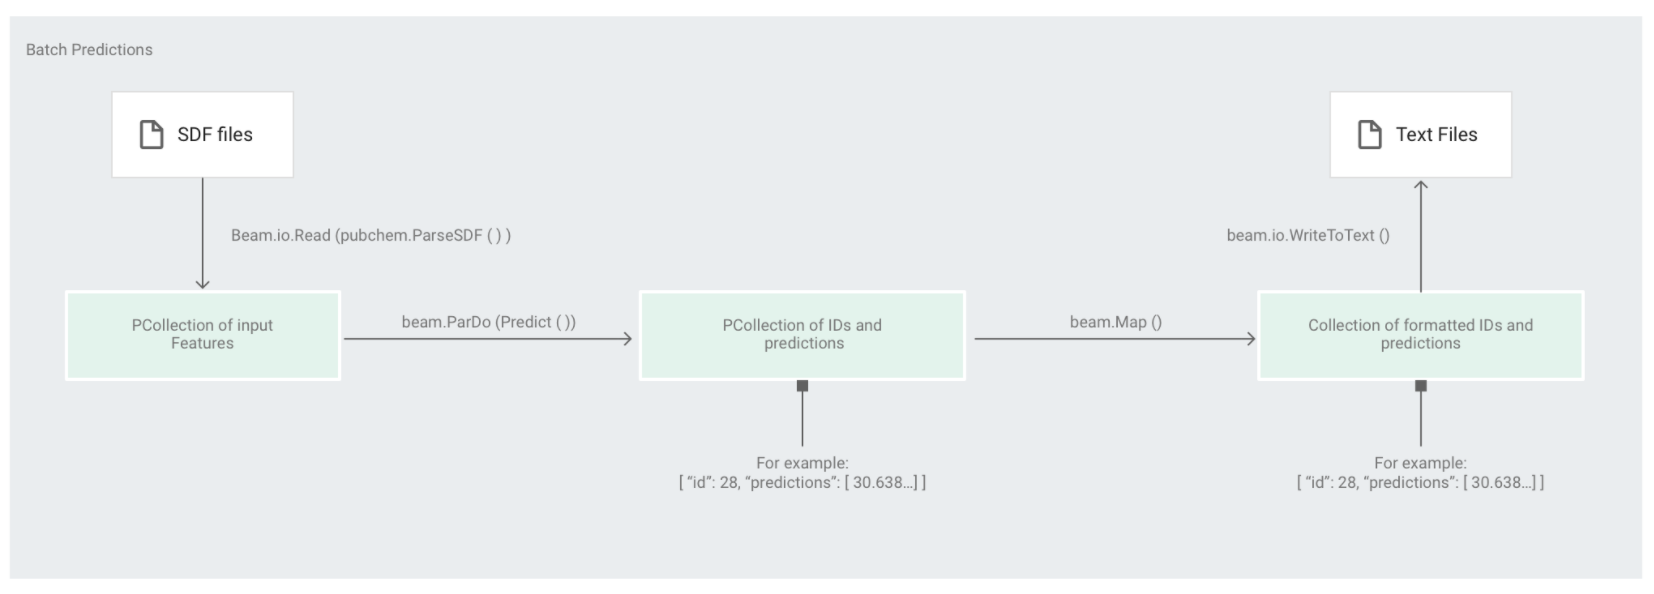 Batch Predictions
SDF files
Text Files
Beam.io.Read (pubchem.ParseSDF ( ) )
beam.io.WriteToText ()
PCollection of input
Features
beam.ParDo (Predict ( ))
PCollection of IDs and
predictions
beam.Map ()
Collection of formatted IDs and
predictions
For example:
[ “id”: 28, “predictions”: [ 30.638…] ]
For example:
[ “id”: 28, “predictions”: [ 30.638…] ]